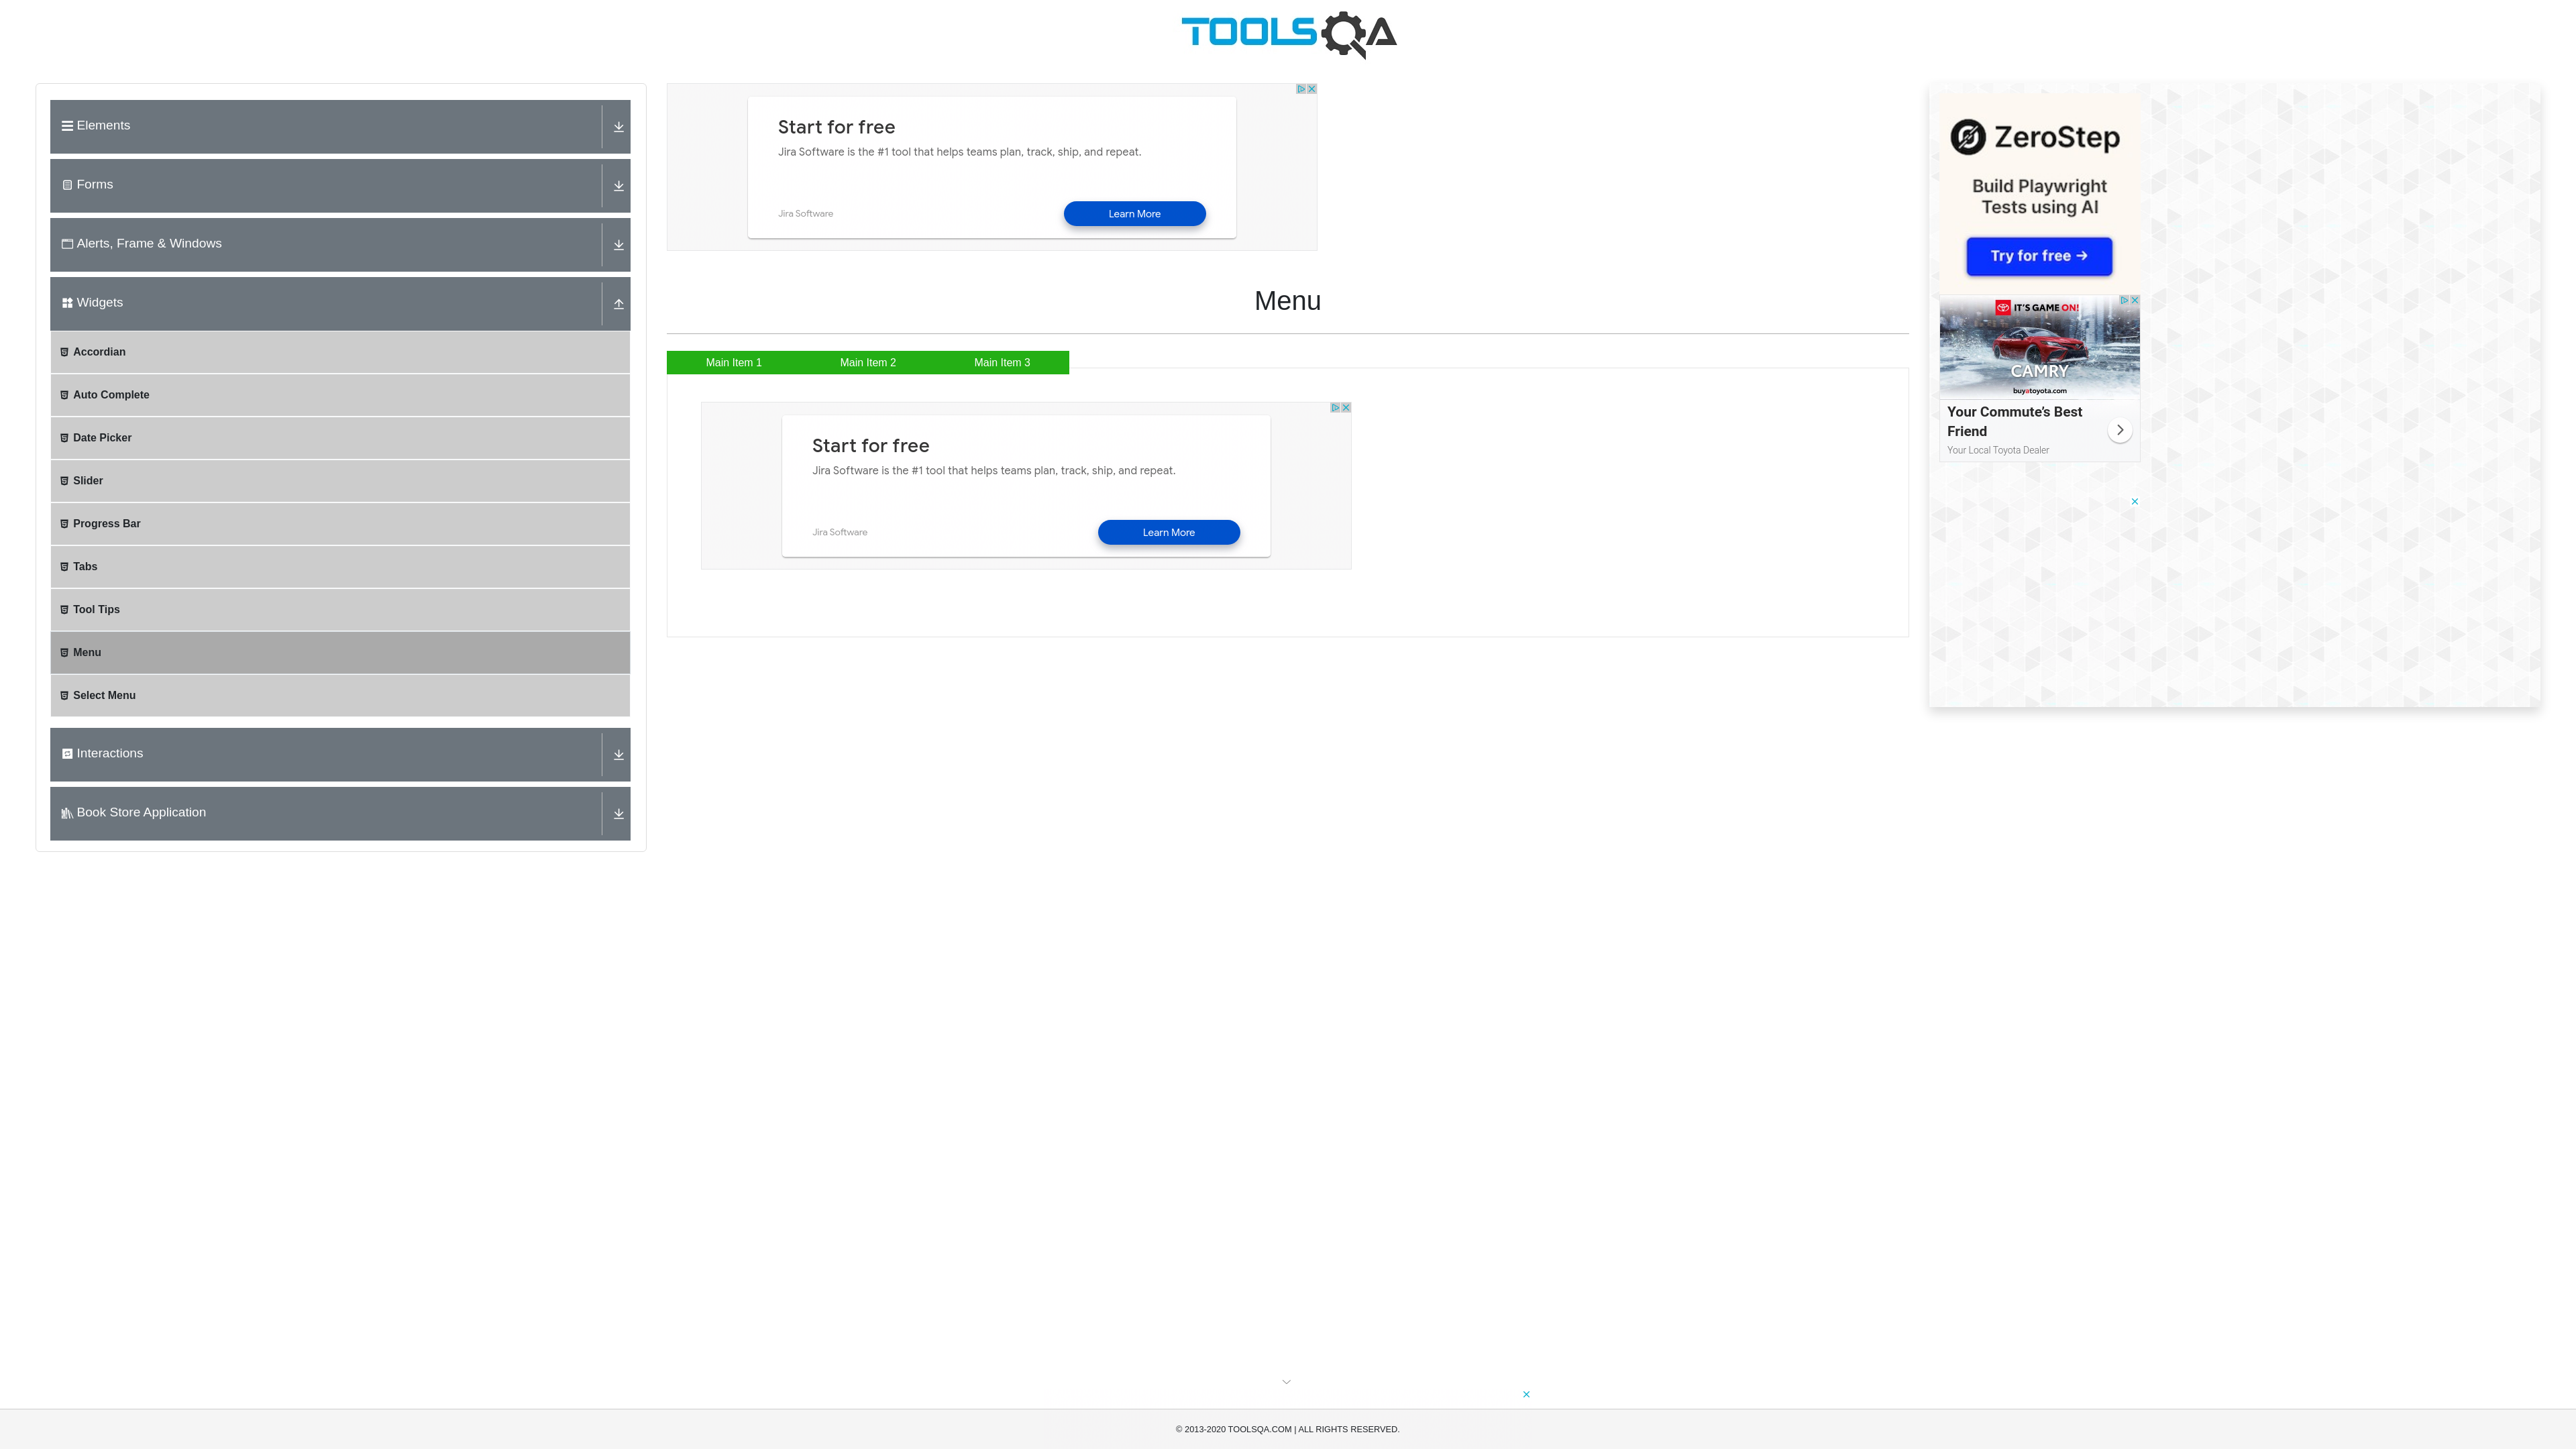 TOOLSQA
Elements
Forms
Alerts, Frame & Windows
Widgets
Accordian
Auto Complete
Date Picker
Slider
Progress Bar
Tabs
Tool Tips
Menu
Select Menu
Interactions
Book Store Application
Start for free
Jira Software is the #1 tool that helps teams plan, track, ship, and repeat.
Jira Software
Learn More
Menu
Main Item 1
Main Item 2
Main Item 3
Start for free
Jira Software is the #1 tool that helps teams plan, track, ship, and repeat.
Jira Software
Learn More
ZeroStep
Build Playwright
Tests using AI
Try for free →
IT'S GAME ON!
CAMRY
buyatoyota.com
Your Commute's Best
Friend
Your Local Toyota Dealer
© 2013-2020 TOOLSQA.COM | ALL RIGHTS RESERVED.